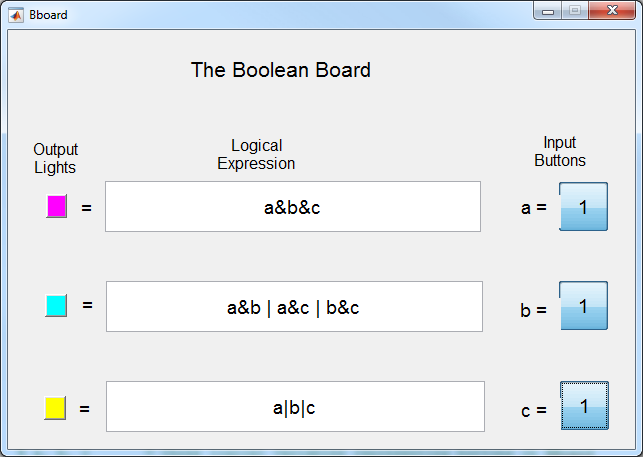 Bboard
The Boolean Board
Output
Lights
Logical
Expression
Input
Buttons
= a&b&c a = 1
= a&b | a&c | b&c b = 1
= a|b|c c = 1